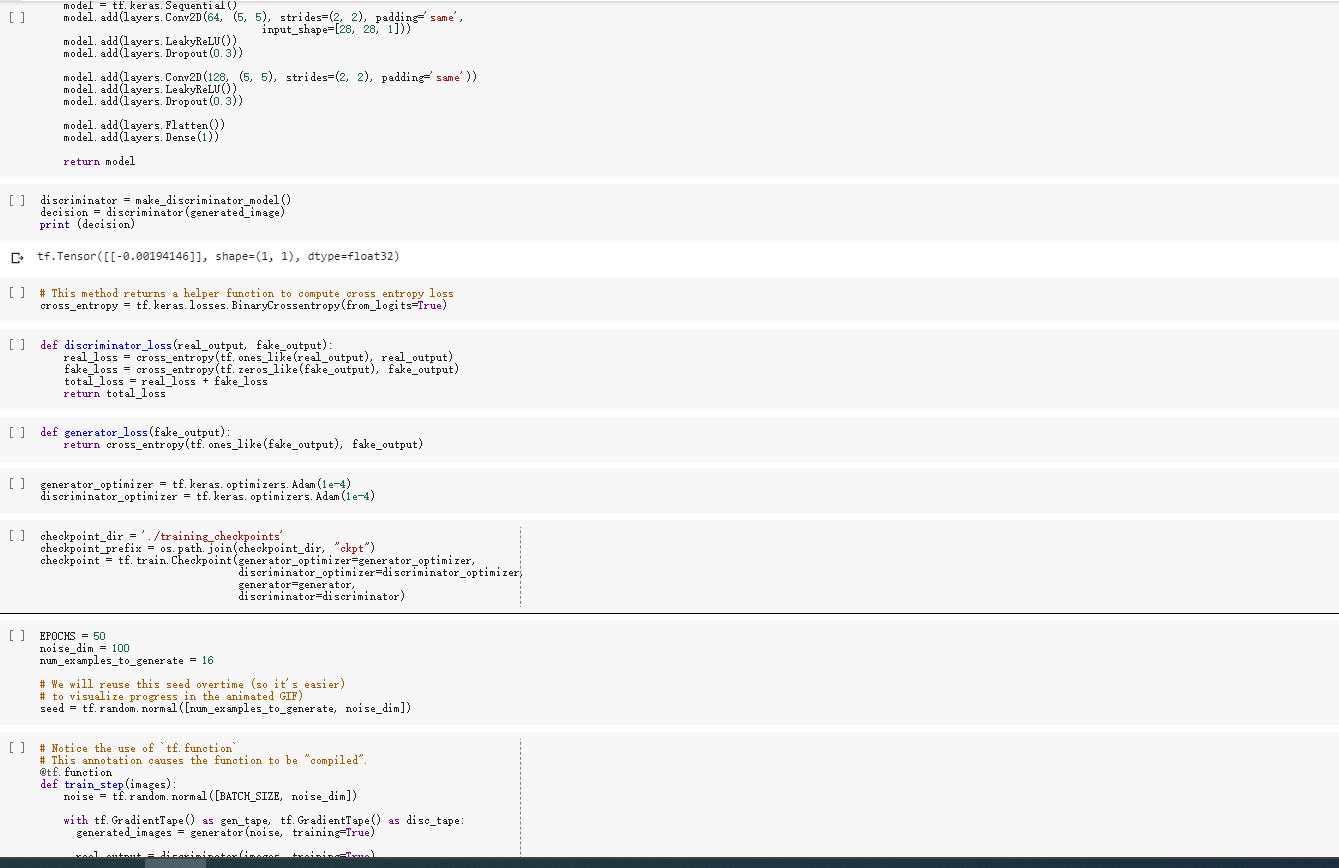 model = tf.keras.Sequential()
[ ] model.add(layers.Conv2D(64, (5, 5), strides=(2, 2), padding='same',
input_shape=[28, 28, 1]))
model.add(layers.LeakyReLU())
model.add(layers.Dropout(0.3))
model.add(layers.Conv2D(128, (5, 5), strides=(2, 2), padding='same'))
model.add(layers.LeakyReLU())
model.add(layers.Dropout(0.3))
model.add(layers.Flatten())
model.add(layers.Dense(1))
return model
[ ] discriminator = make_discriminator_model()
decision = discriminator(generated_image)
print (decision)
tf.Tensor([[-0.00194146]], shape=(1, 1), dtype=float32)
[ ] # This method returns a helper function to compute cross entropy loss
cross_entropy = tf.keras.losses.BinaryCrossentropy(from_logits=True)
[ ] def discriminator_loss(real_output, fake_output):
real_loss = cross_entropy(tf.ones_like(real_output), real_output)
fake_loss = cross_entropy(tf.zeros_like(fake_output), fake_output)
total_loss = real_loss + fake_loss
return total_loss
[ ] def generator_loss(fake_output):
return cross_entropy(tf.ones_like(fake_output), fake_output)
[ ] generator_optimizer = tf.keras.optimizers.Adam(1e-4)
discriminator_optimizer = tf.keras.optimizers.Adam(1e-4)
[ ] checkpoint_dir = './training_checkpoints'
checkpoint_prefix = os.path.join(checkpoint_dir, "ckpt")
checkpoint = tf.train.Checkpoint(generator_optimizer=generator_optimizer,
discriminator_optimizer=discriminator_optimizer,
generator=generator,
discriminator=discriminator)
[ ] EPOCHS = 50
noise_dim = 100
num_examples_to_generate = 16
# We will reuse this seed overtime (so it's easier)
# to visualize progress in the animated GIF)
seed = tf.random.normal([num_examples_to_generate, noise_dim])
[ ] # Notice the use of `tf.function`
# This annotation causes the function to be "compiled".
@tf.function
def train_step(images):
noise = tf.random.normal([BATCH_SIZE, noise_dim])
with tf.GradientTape() as gen_tape, tf.GradientTape() as disc_tape:
generated_images = generator(noise, training=True)
real_output = discriminator(images, training=True)